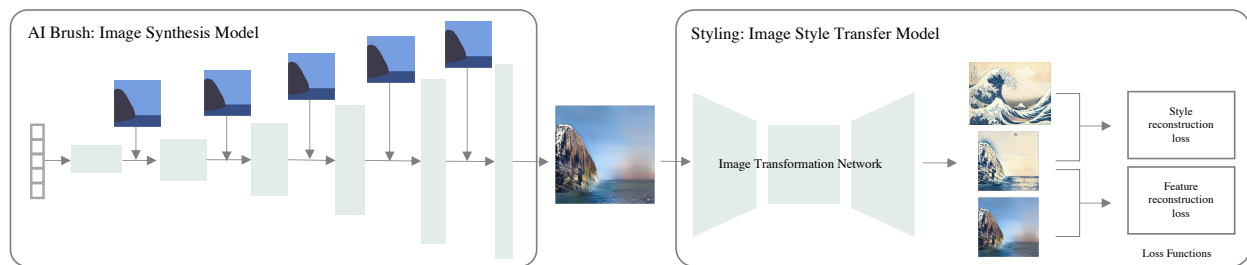 AI Brush: Image Synthesis Model
Styling: Image Style Transfer Model
Image Transformation Network
Style
reconstruction
loss
Feature
reconstruction
loss
Loss Functions